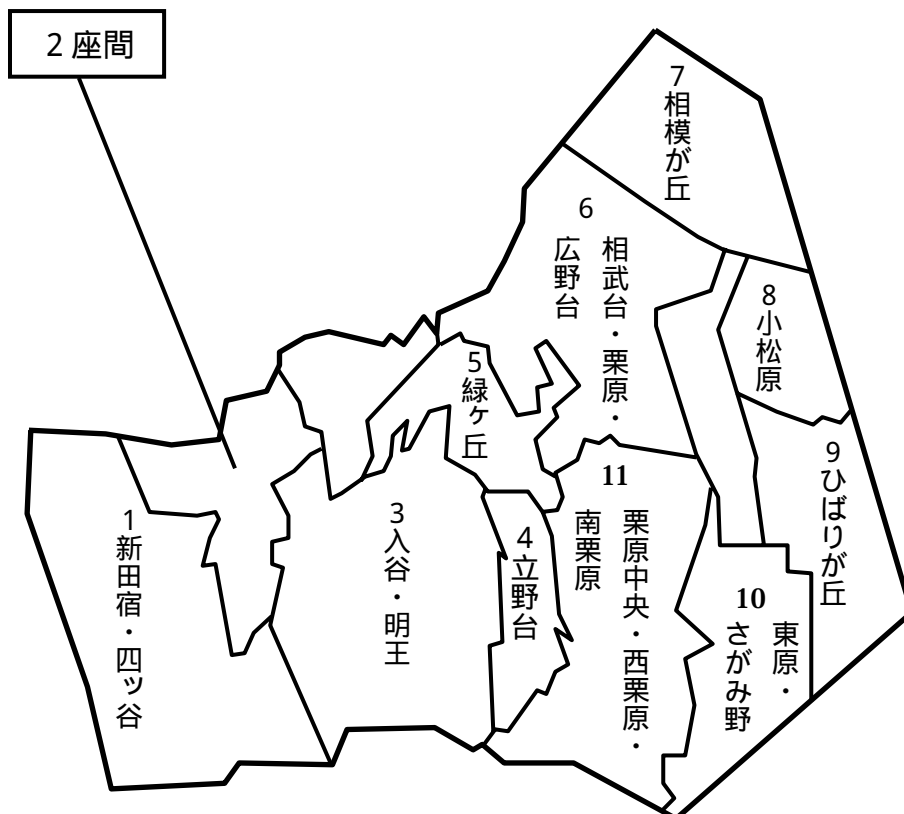 2 座間
7 相模が丘
6
相武台・栗原・
広野台
8 小松原
5 緑ヶ丘
9 ひばりが丘
11
栗原中央・西栗原・
南栗原
3 入谷・明王
1 新田宿・四ッ谷
4 立野台
10
東原・
さがみ野